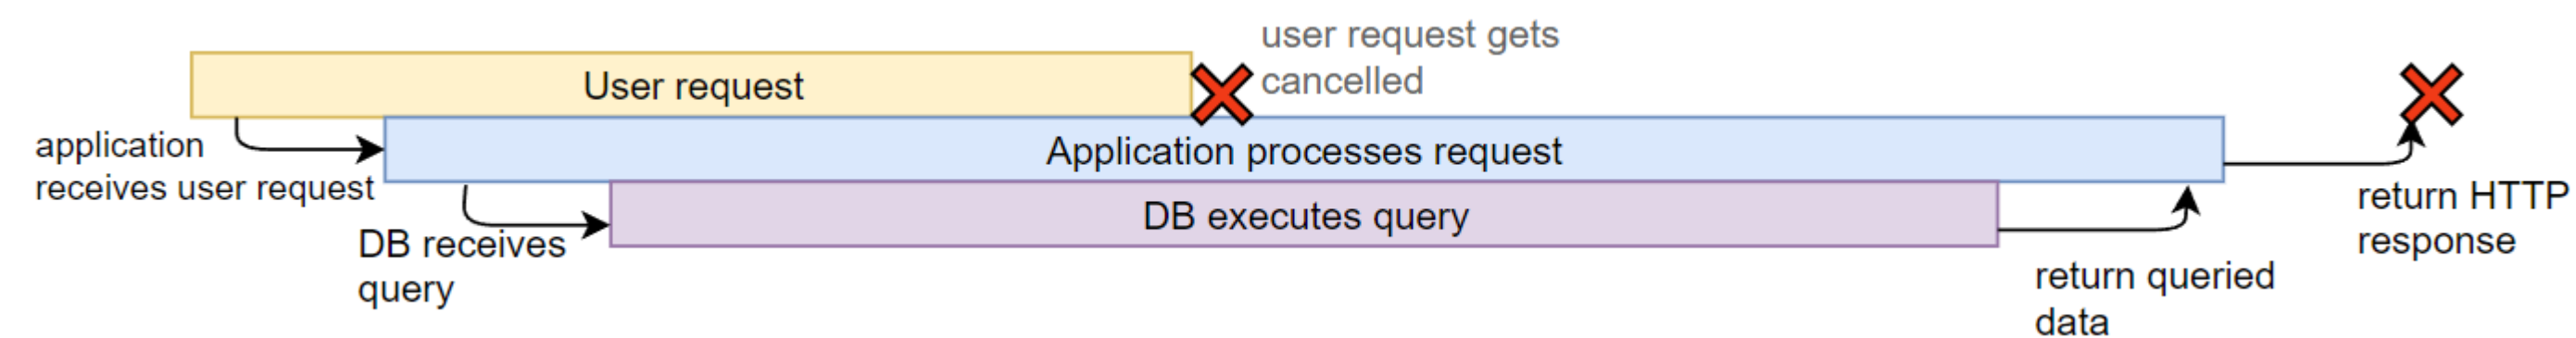 user request gets
cancelled
User request
application
receives user request
Application processes request
DB receives
query
DB executes query
return queried
data
return HTTP
response